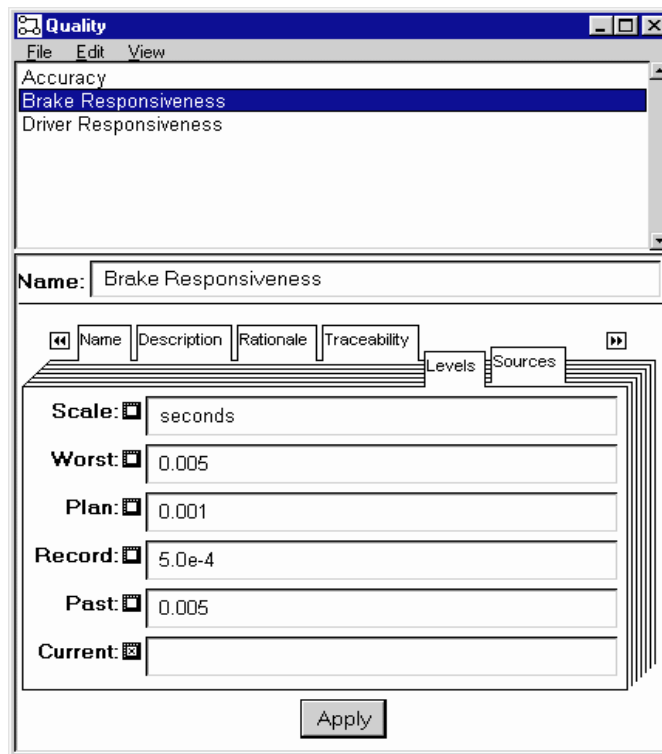 Quality
File Edit View
Accuracy
Brake Responsiveness
Driver Responsiveness
Name: Brake Responsiveness
Name Description Rationale Traceability
Levels Sources
Scale: seconds
Worst: 0.005
Plan: 0.001
Record: 5.0e-4
Past: 0.005
Current:
Apply